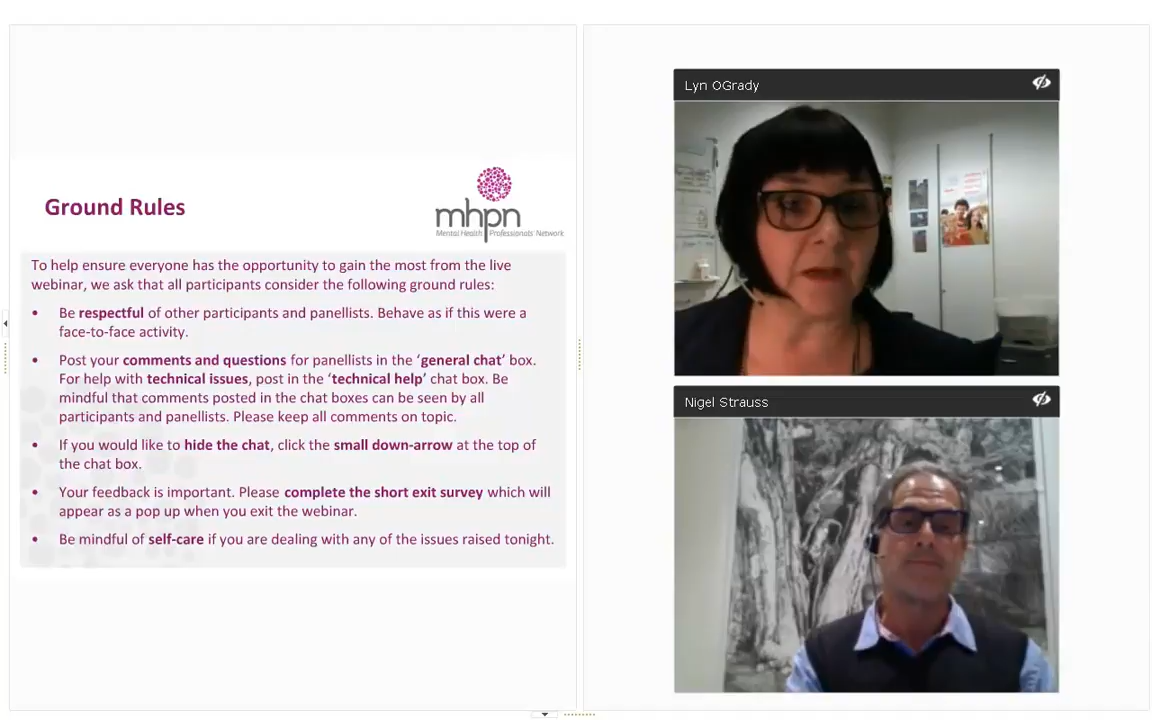 Ground Rules
mhpn
Mental Health Professionals' Network
To help ensure everyone has the opportunity to gain the most from the live
webinar, we ask that all participants consider the following ground rules:
• Be respectful of other participants and panellists. Behave as if this were a
face-to-face activity.
• Post your comments and questions for panellists in the ‘general chat’ box.
For help with technical issues, post in the ‘technical help’ chat box. Be
mindful that comments posted in the chat boxes can be seen by all
participants and panellists. Please keep all comments on topic.
• If you would like to hide the chat, click the small down-arrow at the top of
the chat box.
• Your feedback is important. Please complete the short exit survey which will
appear as a pop up when you exit the webinar.
• Be mindful of self-care if you are dealing with any of the issues raised tonight.
Lyn OGrady
Nigel Strauss